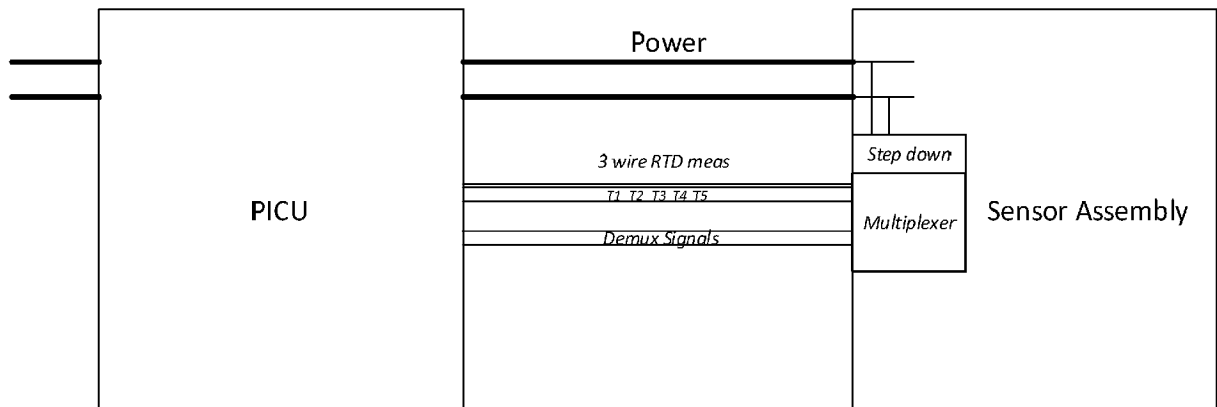 Power
3 wire RTD meas
Step down
T1 T2 T3 T4 T5
PICU
Multiplexer
Sensor Assembly
Demux Signals